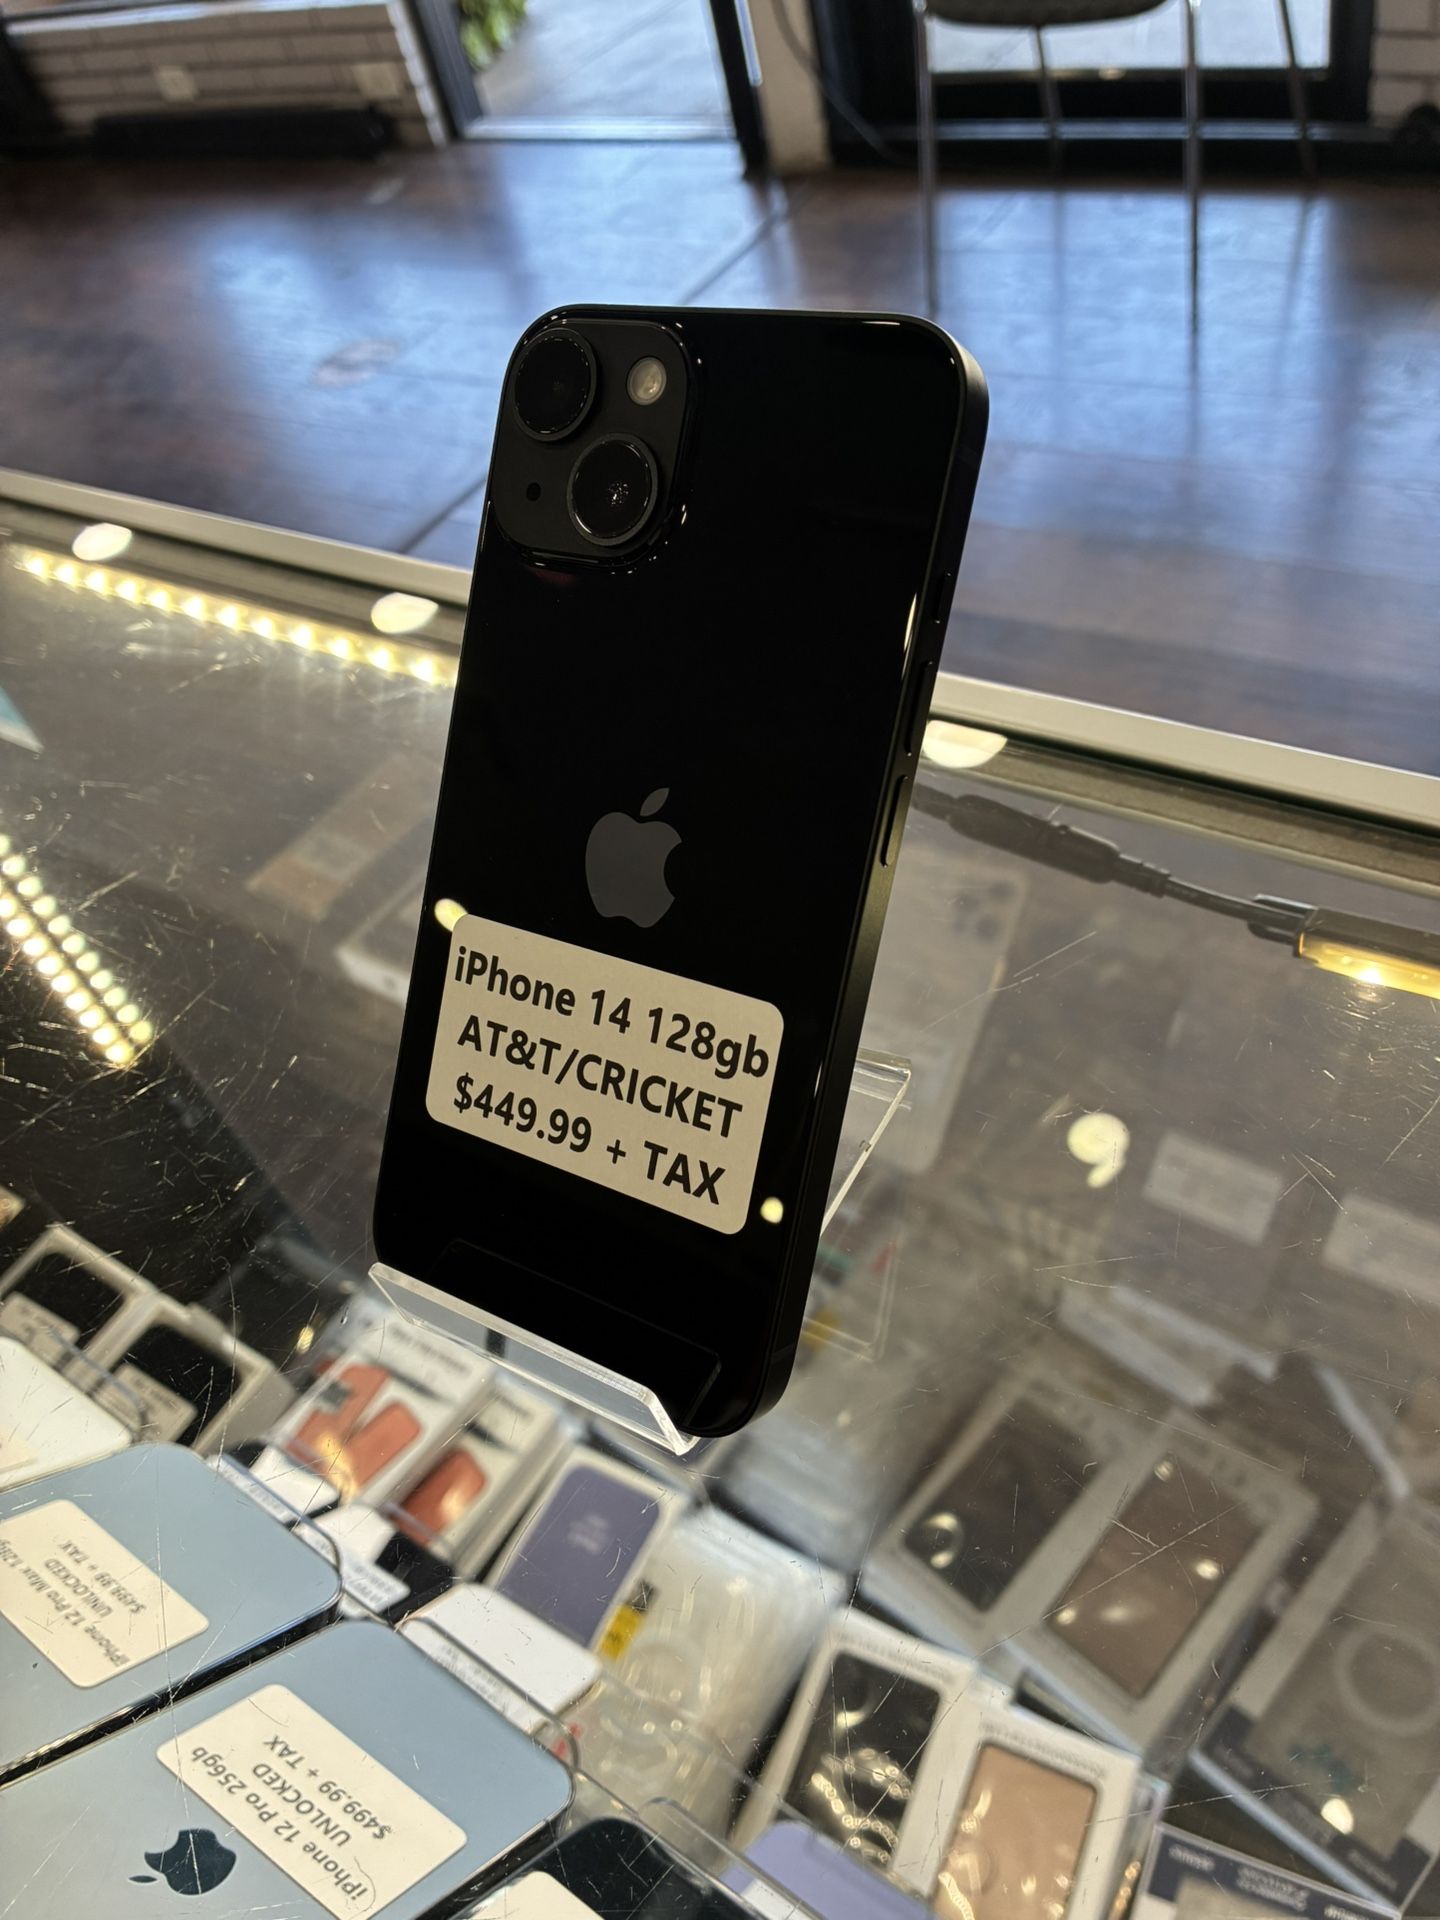 iPhone 14 128gb
AT&T/CRICKET
$449.99 + TAX
iPhone 12 Pro Max 128g
UNLOCKED
$499.99 + TAX
iPhone 12 Pro 256gb
UNLOCKED
$499.99 + TAX